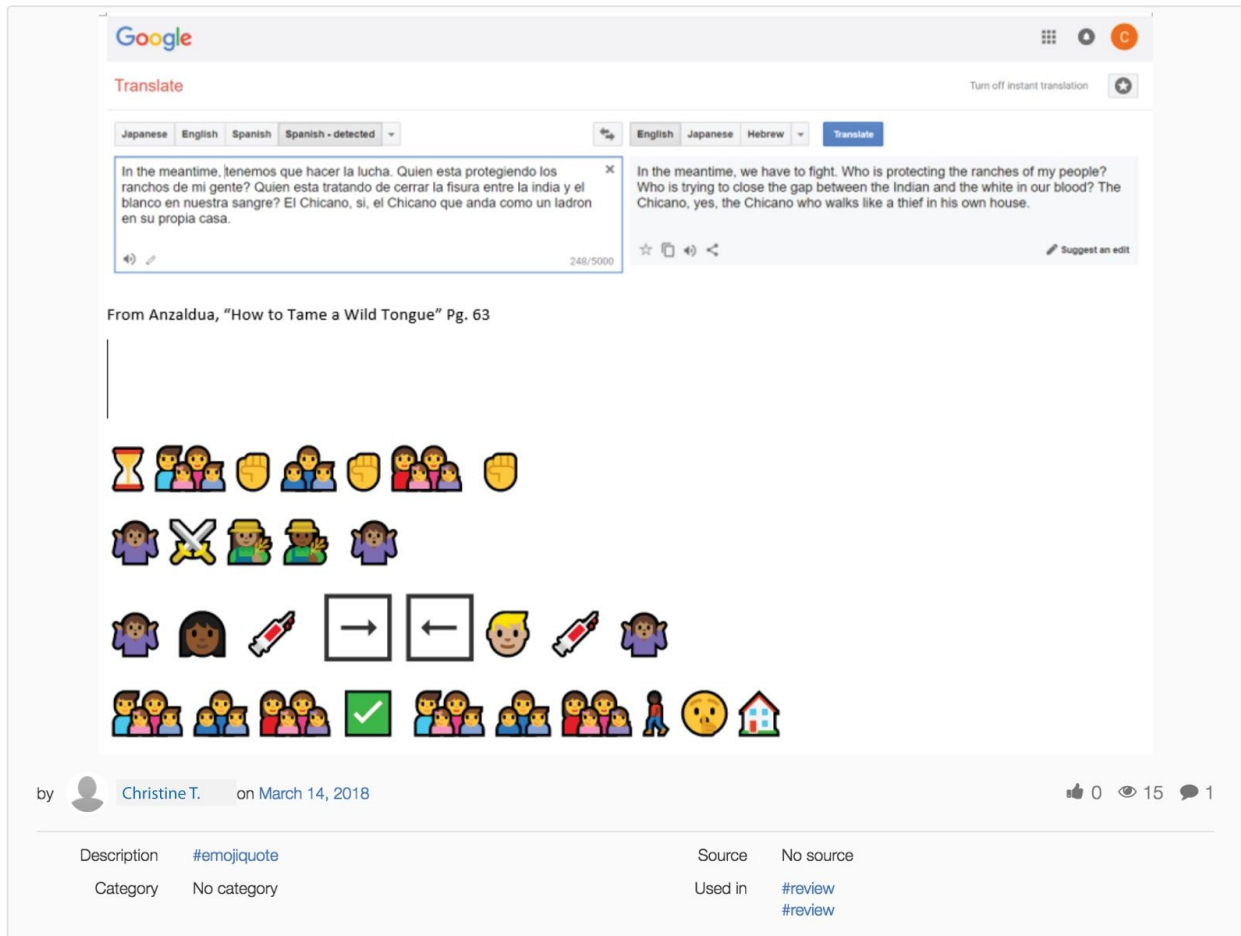 Google
C
Translate
Turn off instant translation
Japanese English Spanish Spanish - detected
English Japanese Hebrew Translate
In the meantime, tenemos que hacer la lucha. Quien esta protegiendo los
ranchos de mi gente? Quien esta tratando de cerrar la fisura entre la india y el
blanco en nuestra sangre? El Chicano, si, el Chicano que anda como un ladron
en su propia casa.
248/5000
In the meantime, we have to fight. Who is protecting the ranches of my people?
Who is trying to close the gap between the Indian and the white in our blood? The
Chicano, yes, the Chicano who walks like a thief in his own house.
Suggest an edit
From Anzaldua, “How to Tame a Wild Tongue” Pg. 63
by Christine T. on March 14, 2018
0 15 1
Description #emojiquote
Category No category
Source No source
Used in #review
#review